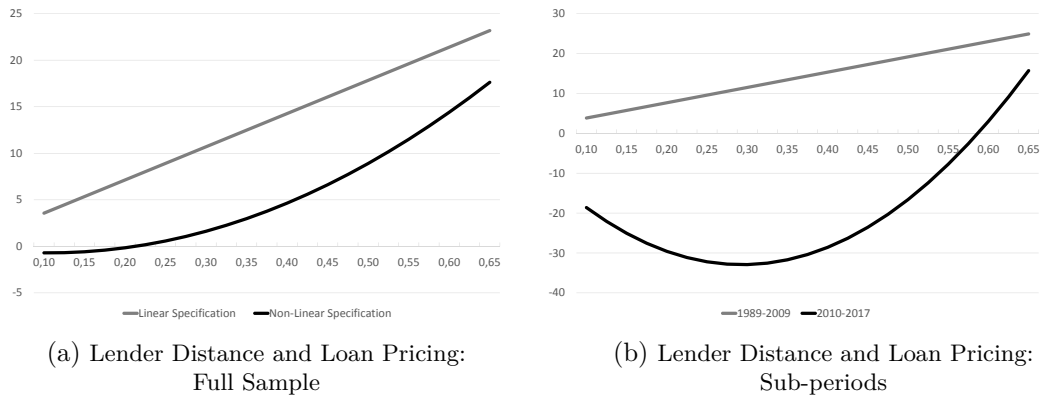 25
20
15
10
5
0
-5
0,10 0,15 0,20 0,25 0,30 0,35 0,40 0,45 0,50 0,55 0,60 0,65
Linear Specification Non-Linear Specification
(a) Lender Distance and Loan Pricing:
Full Sample
30
20
10
0
-10
-20
-30
-40
0,10 0,15 0,20 0,25 0,30 0,35 0,40 0,45 0,50 0,55 0,60 0,65
1989-2009 2010-2017
(b) Lender Distance and Loan Pricing:
Sub-periods